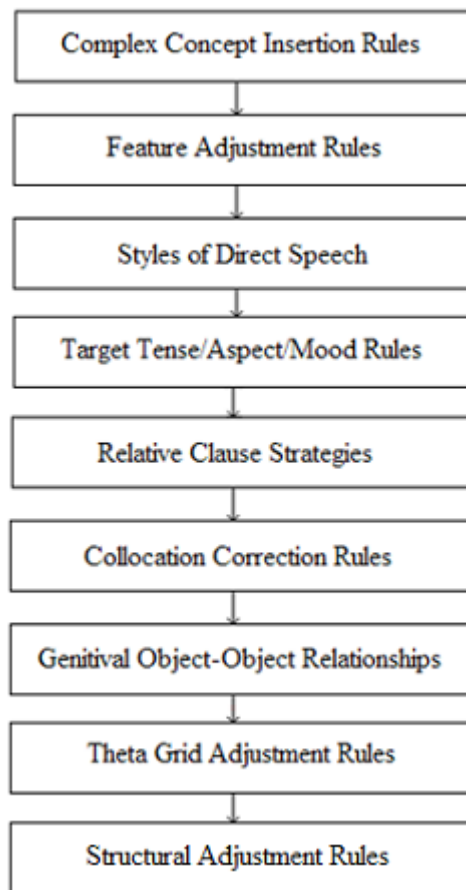 Complex Concept Insertion Rules
Feature Adjustment Rules
Styles of Direct Speech
Target Tense/Aspect/Mood Rules
Relative Clause Strategies
Collocation Correction Rules
Genitival Object-Object Relationships
Theta Grid Adjustment Rules
Structural Adjustment Rules